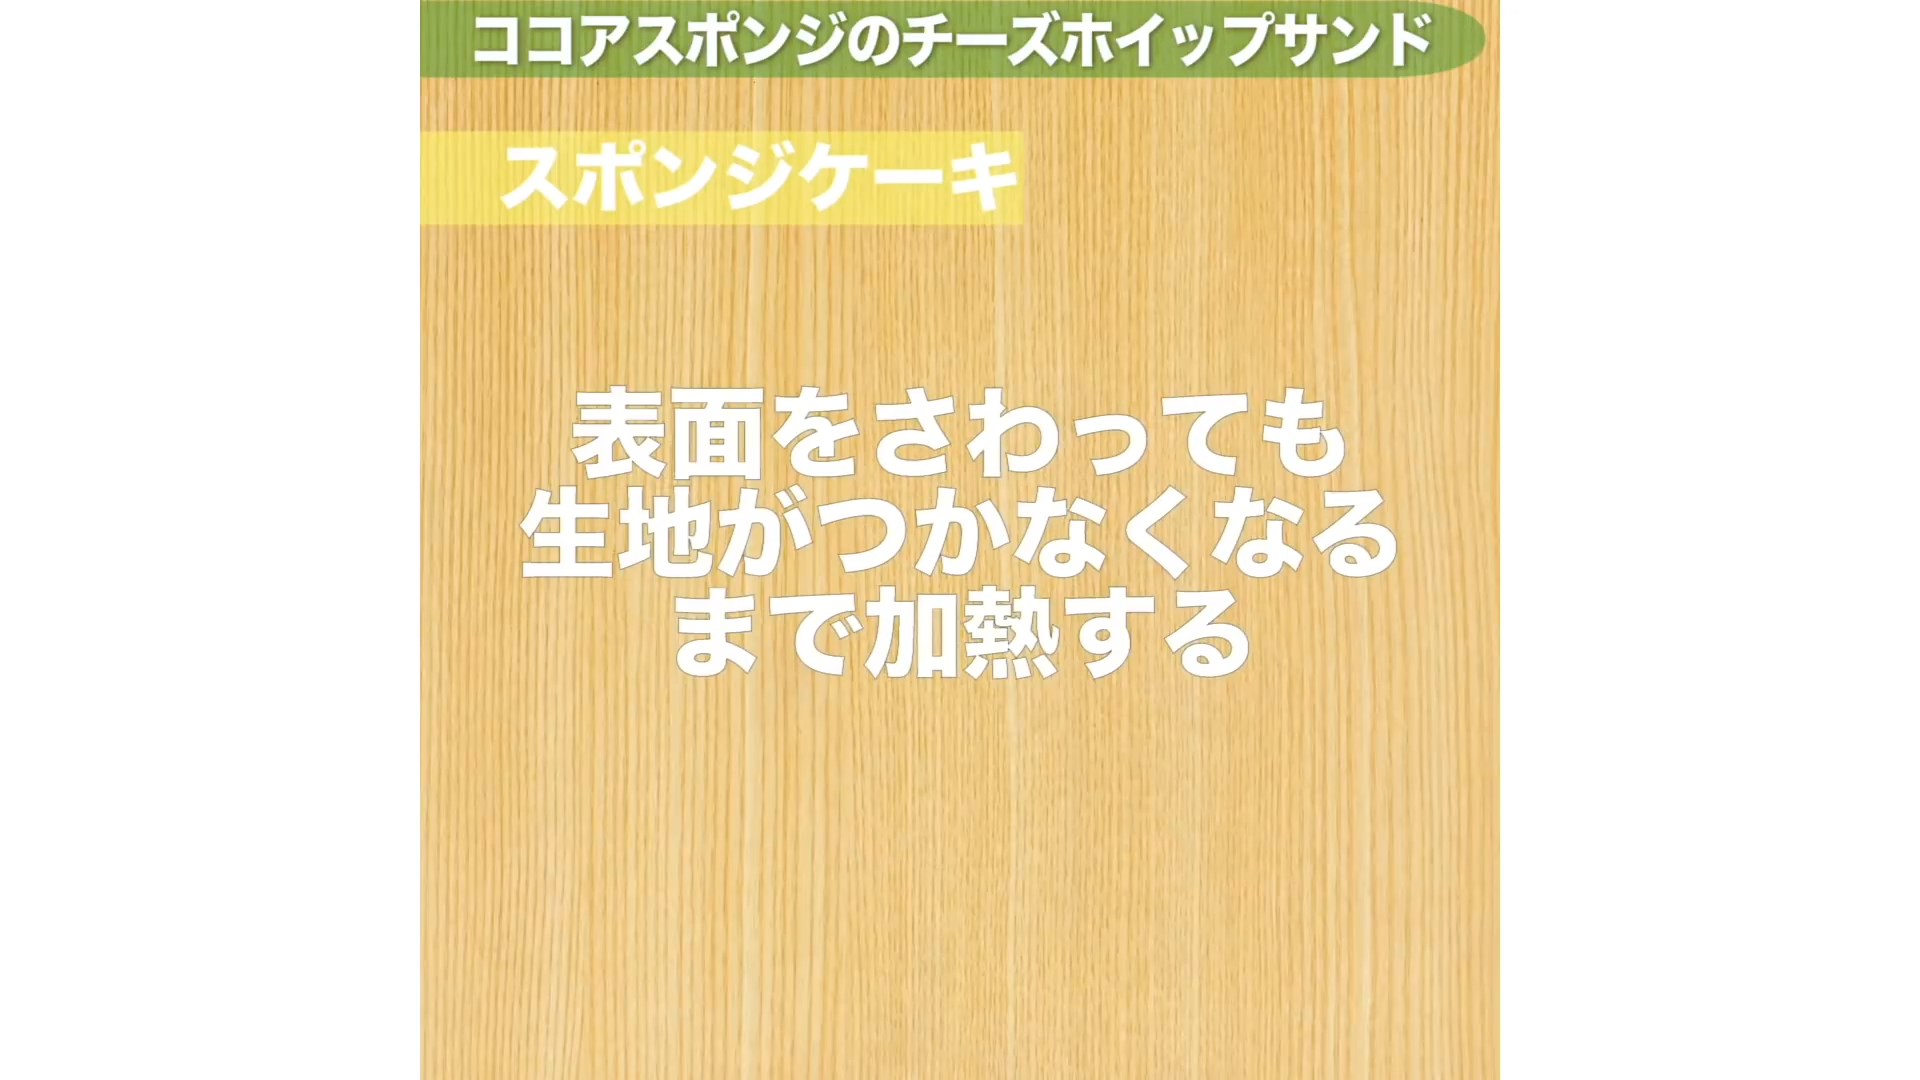 ココアスポンジのチーズホイップサンド
スポンジケーキ
表面をさわっても
生地がつかなくなる
まで加熱する